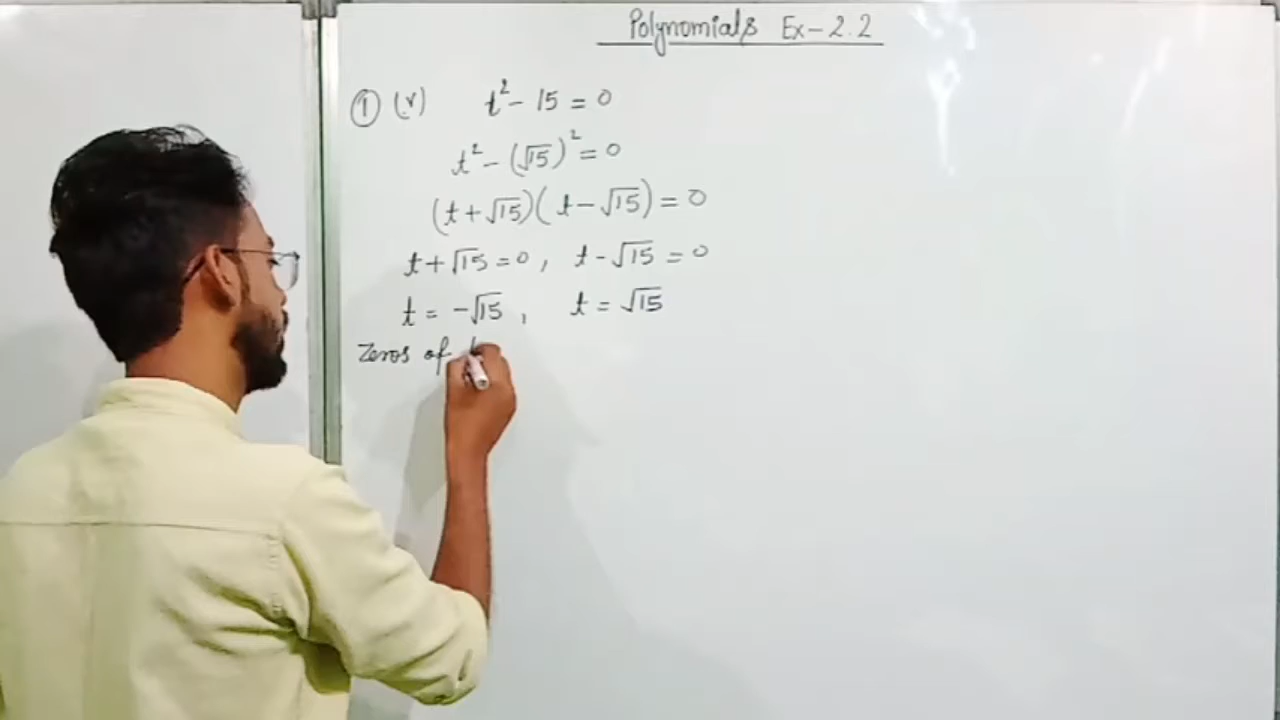 Polynomials Ex-2.2
① (v) t² - 15 = 0
t² - (√15)² = 0
(t + √15)(t - √15) = 0
t + √15 = 0, t - √15 = 0
t = -√15, t = √15
Zeros of